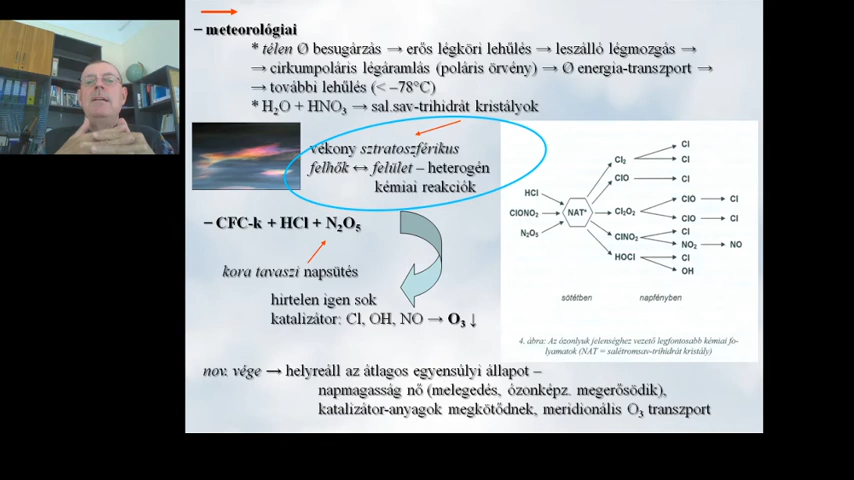 – meteorológiai
* télen Ø besugárzás → erős légköri lehűlés → leszálló légmozgás →
→ cirkumpoláris légáramlás (poláris örvény) → Ø energia-transzport →
→ további lehűlés (< –78°C)
* H₂O + HNO₃ → sal.sav-trihidrát kristályok
vékony sztratoszférikus
felhők ↔ felület – heterogén
kémiai reakciók
– CFC-k + HCl + N₂O₅
kora tavaszi napsütés
hirtelen igen sok
katalizátor: Cl, OH, NO → O₃ ↓
HCl
ClONO₂
N₂O₅
NAT*
Cl₂
ClO
Cl₂O₂
ClNO₂
HOCl
Cl
Cl
Cl
ClO → Cl
ClO → Cl
Cl
NO₂ → NO
Cl
OH
sötétben
napfényben
4. ábra: Az ózonlyuk jelenséghez vezető legfontosabb kémiai fo-
lyamatok (NAT = salétromsav-trihidrát kristály)
nov. vége → helyreáll az átlagos egyensúlyi állapot –
napmagasság nő (melegedés, ózonképz. megerősödik),
katalizátor-anyagok megkötődnek, meridionális O₃ transzport